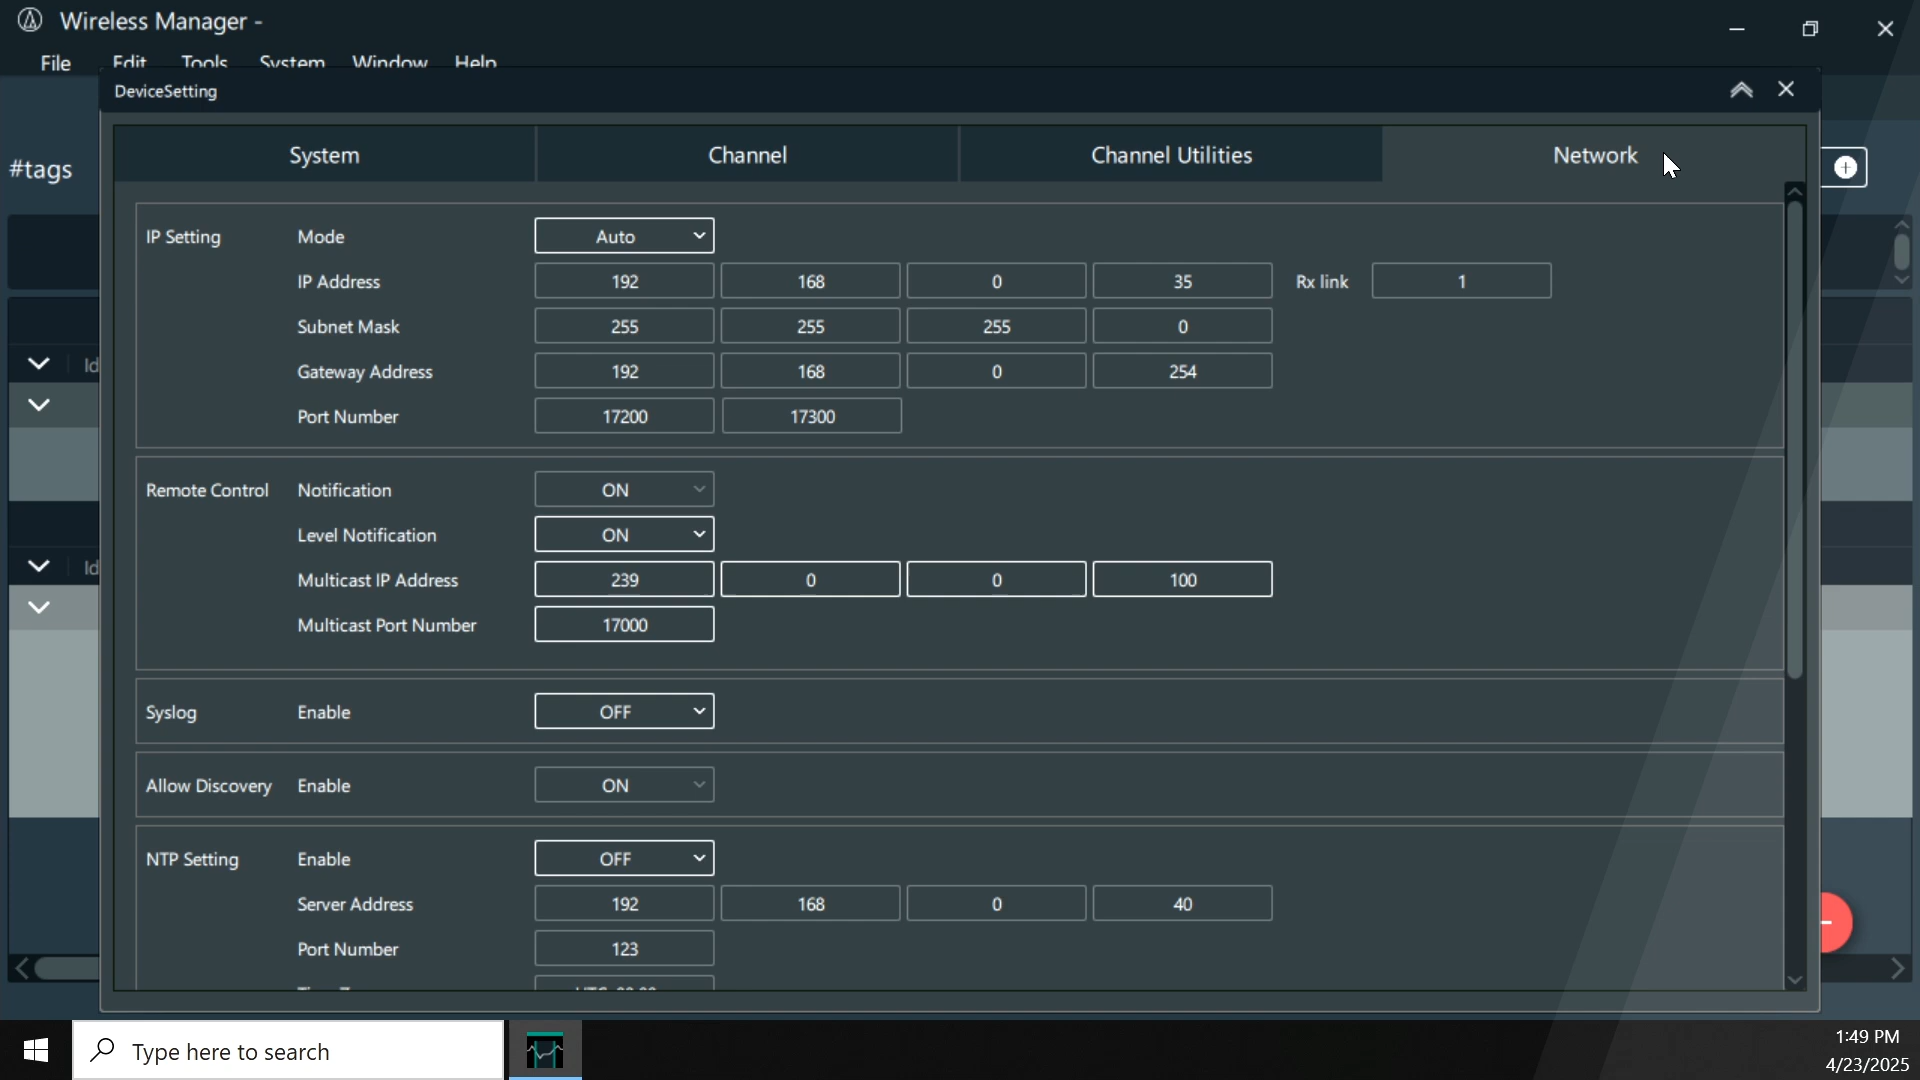 Wireless Manager -
File Edit Tools System Window Help
DeviceSetting
System Channel Channel Utilities Network
#tags
IP Setting Mode Auto
IP Address 192 168 0 35 Rx link 1
Subnet Mask 255 255 255 0
Gateway Address 192 168 0 254
Port Number 17200 17300
Remote Control Notification ON
Level Notification ON
Multicast IP Address 239 0 0 100
Multicast Port Number 17000
Syslog Enable OFF
Allow Discovery Enable ON
NTP Setting Enable OFF
Server Address 192 168 0 40
Port Number 123
Type here to search
1:49 PM
4/23/2025